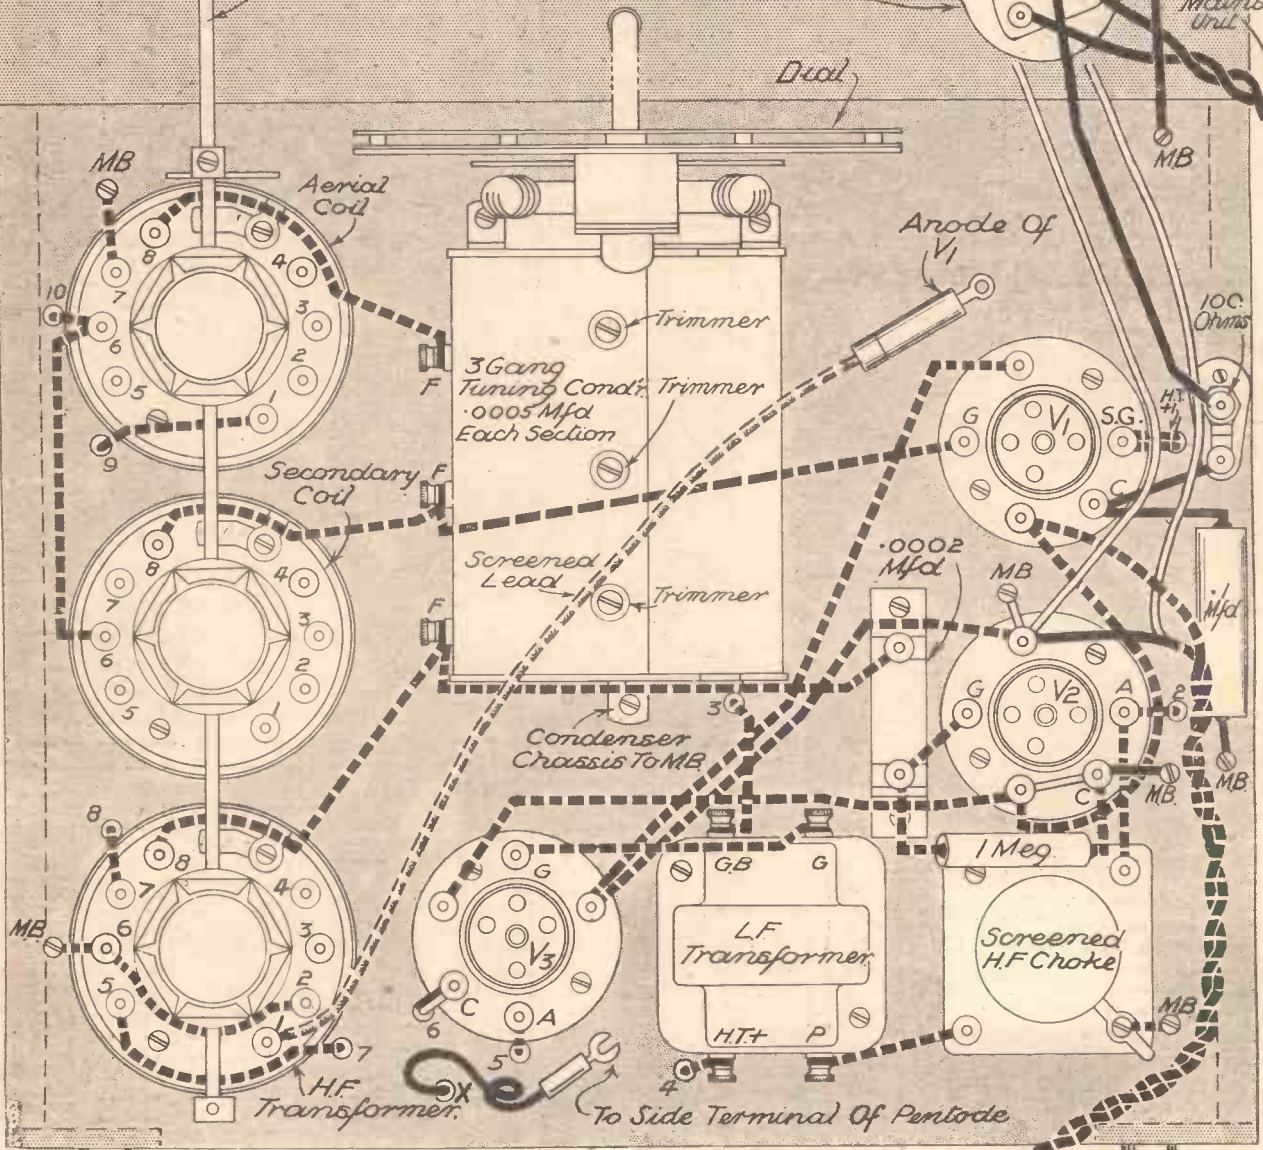 Mains
Unit
Dial
MB
MB
Aerial
Coil
8
1
4
7
10
3
6
2
5
1
9
Anode Of
V1
100
Ohms
Trimmer
F
3 Gang
Tuning Cond'r.
.0005 Mfd
Each Section
Trimmer
G
V1
S.G.
H.T.
+1
C
Secondary
Coil
F
8
4
7
3
6
2
5
1
Screened
Lead
Trimmer
F
.0002
Mfd
MB
.1
Mfd
G
V2
A
2
3
Condenser
Chassis To MB
C
MB.
MB.
8
8
7
4
MB.
6
3
5
2
1
7
H.F.
Transformer
G
V3
C
6
A
5
X
G.B
G
L.F
Transformer
H.T.+
P
4
1 Meg.
Screened
H.F Choke
MB
To Side Terminal Of Pentode